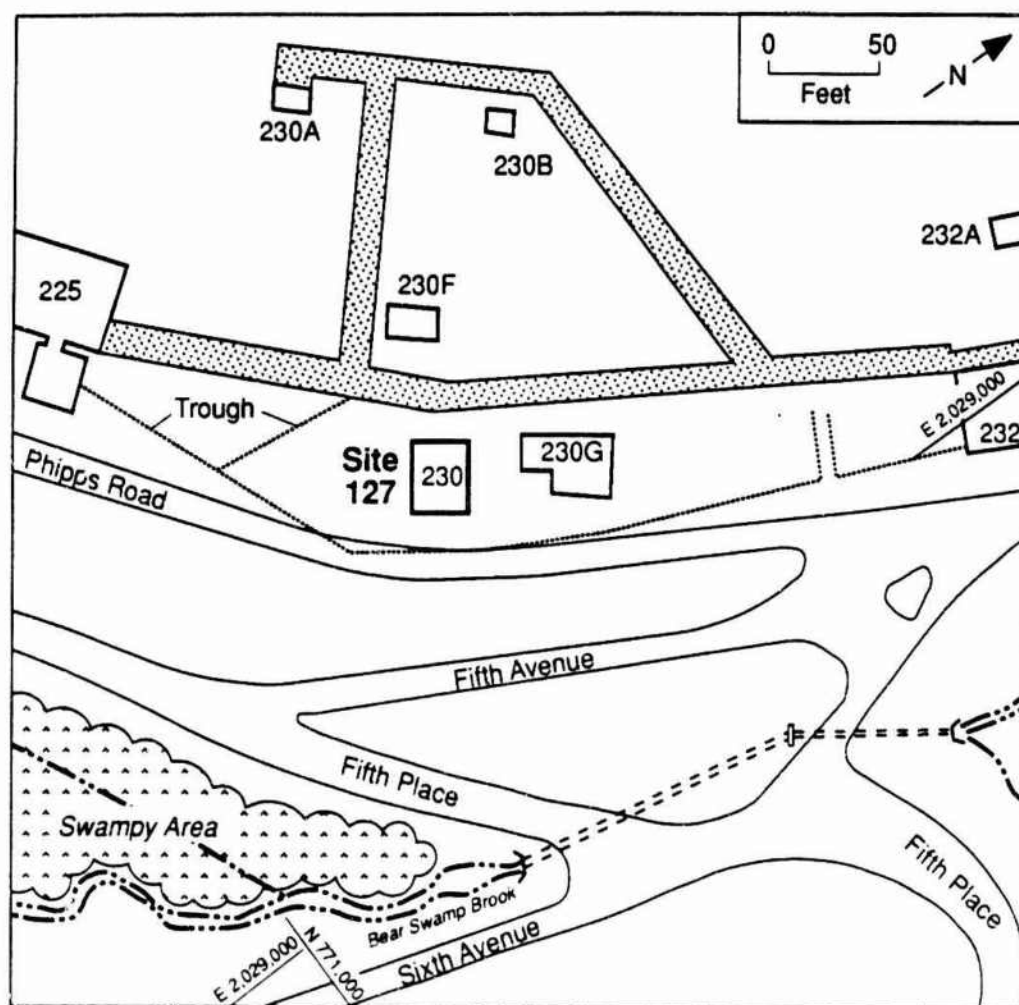 0 50
Feet
N
230A
230B
232A
225
230F
E 2,029,000
Trough
Site
127
230
230G
232
Phipps Road
Fifth Avenue
Fifth Place
Swampy Area
Fifth Place
Bear Swamp Brook
Sixth Avenue
N 771,000
E 2,029,000